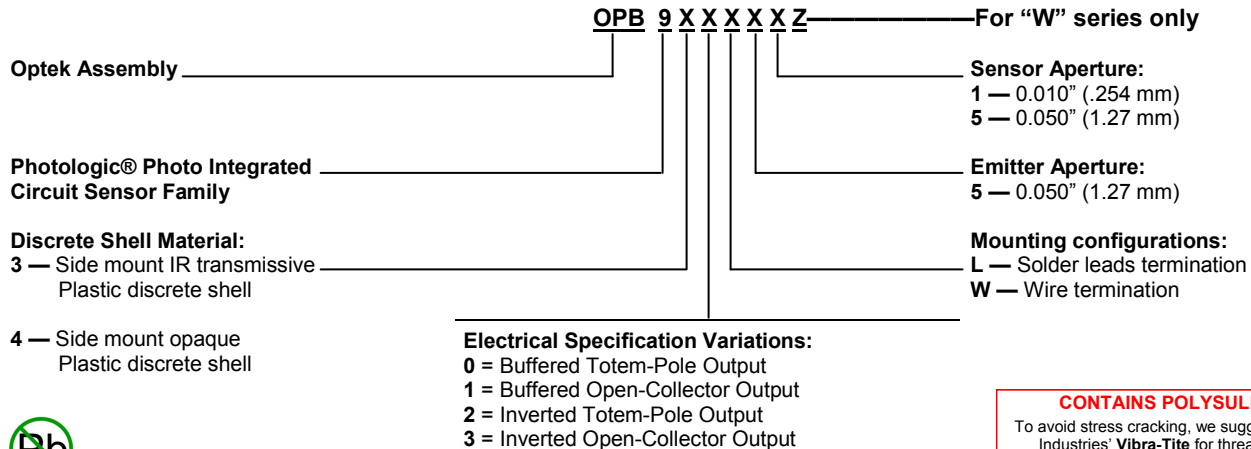 OPB 9 X X X X X Z————————For “W” series only
Optek Assembly
Sensor Aperture:
1 — 0.010” (.254 mm)
5 — 0.050” (1.27 mm)
Photologic® Photo Integrated
Circuit Sensor Family
Emitter Aperture:
5 — 0.050” (1.27 mm)
Discrete Shell Material:
3 — Side mount IR transmissive
Plastic discrete shell
4 — Side mount opaque
Plastic discrete shell
Mounting configurations:
L — Solder leads termination
W — Wire termination
Electrical Specification Variations:
0 = Buffered Totem-Pole Output
1 = Buffered Open-Collector Output
2 = Inverted Totem-Pole Output
3 = Inverted Open-Collector Output
Pb
CONTAINS
To avoid stress cracking, we
Industries’ Vibra-Tite for